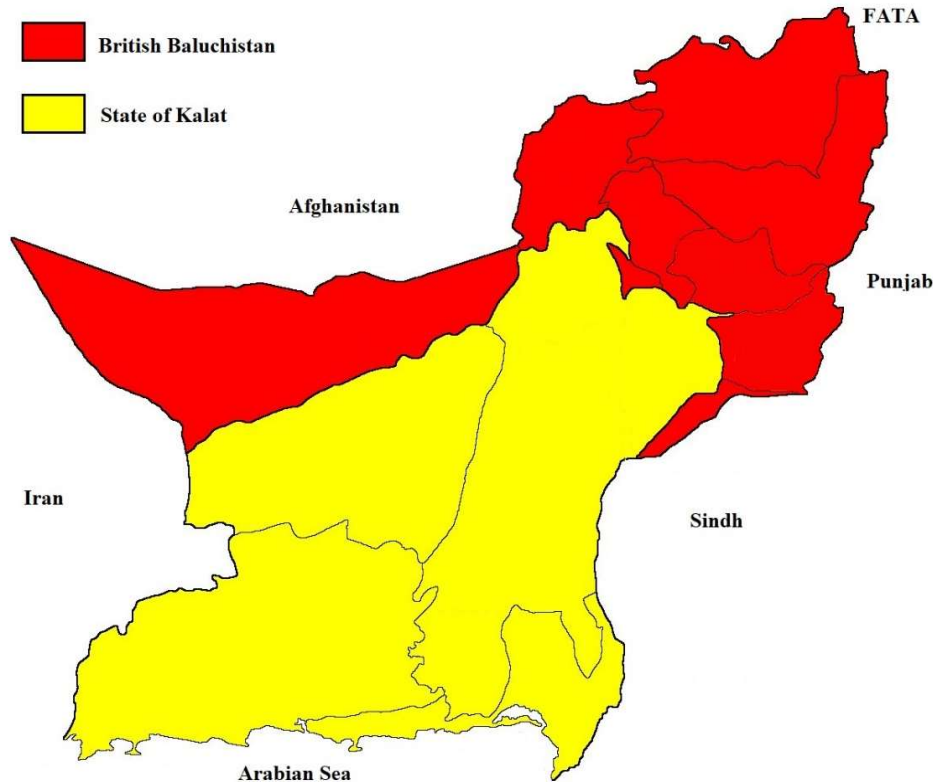 FATA
British Baluchistan
State of Kalat
Afghanistan
Punjab
Iran
Sindh
Arabian Sea